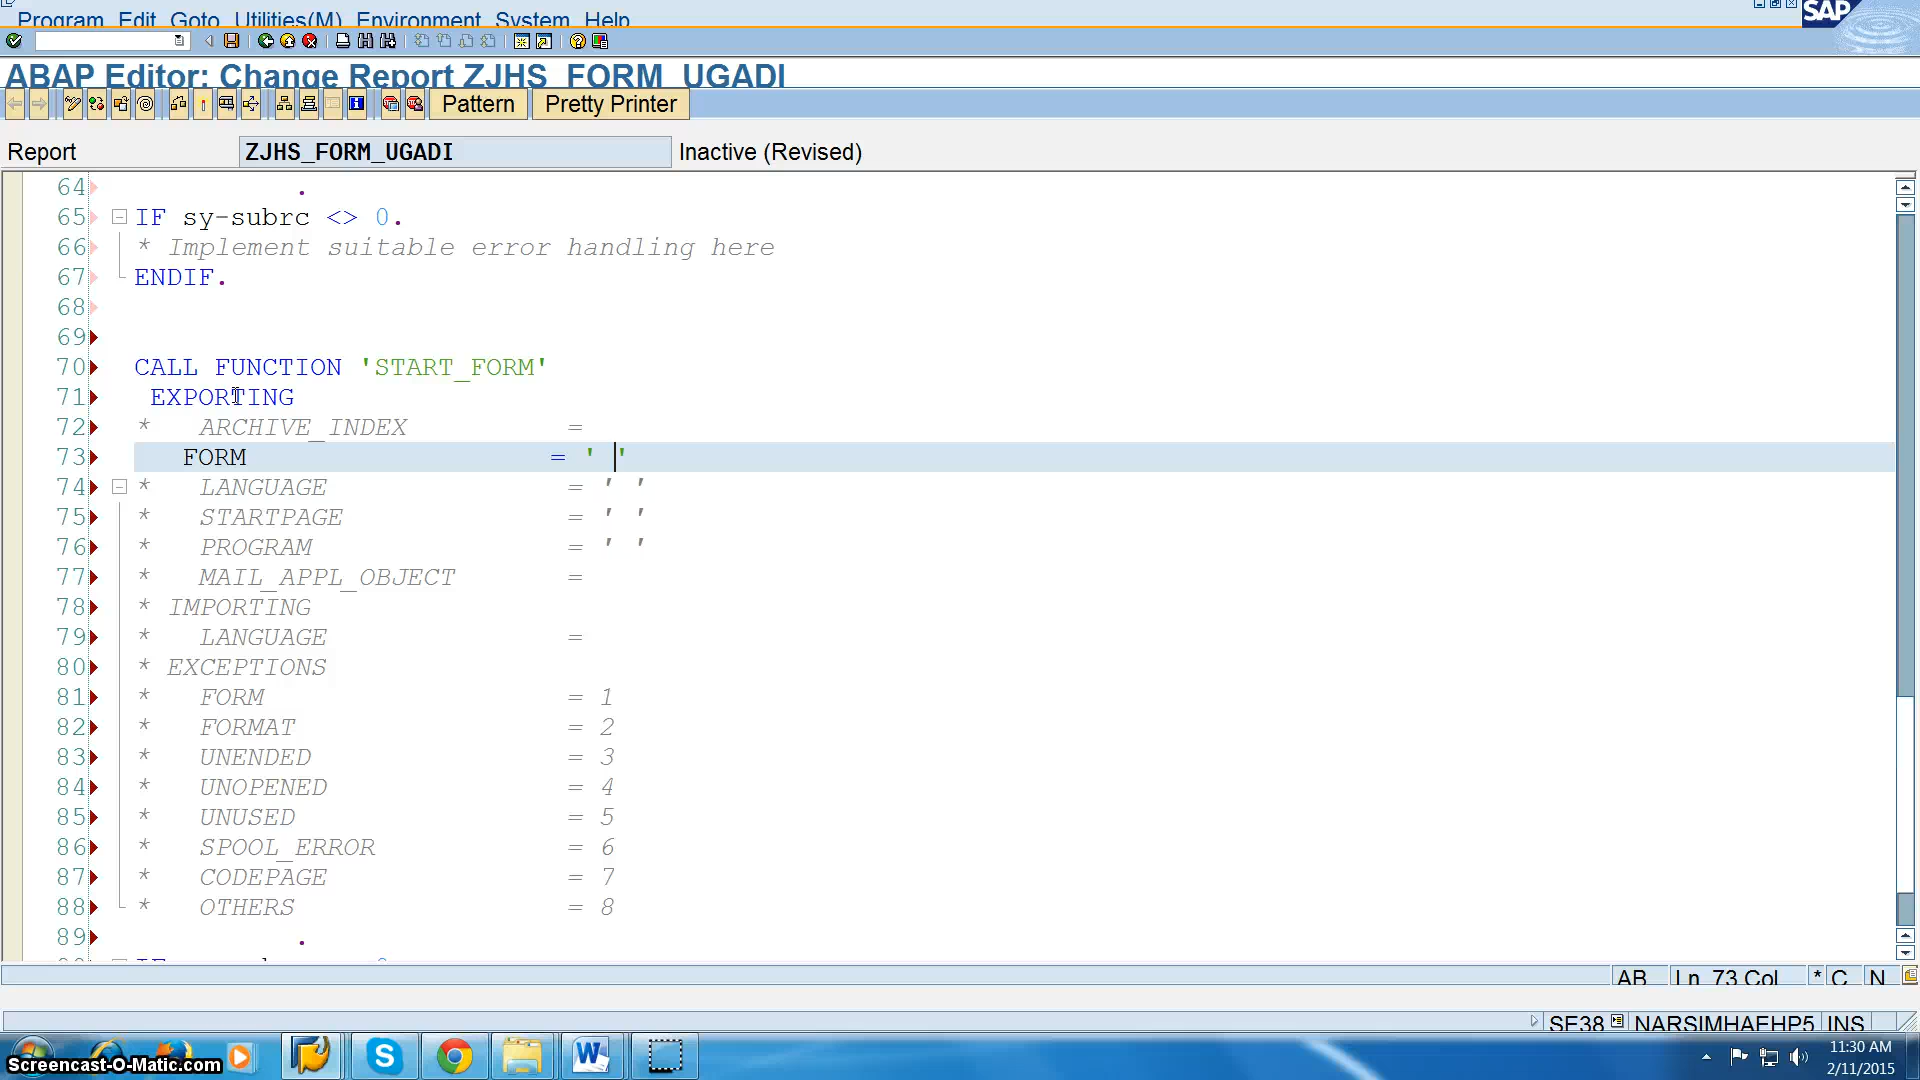 Program Edit Goto Utilities(M) Environment System Help
SAP
ABAP Editor: Change Report ZJHS_FORM_UGADI
Pattern Pretty Printer
Report ZJHS_FORM_UGADI Inactive (Revised)
64 .
65 IF sy-subrc <> 0.
66 * Implement suitable error handling here
67 ENDIF.
68
69
70 CALL FUNCTION 'START_FORM'
71 EXPORTING
72 * ARCHIVE_INDEX =
73 FORM = ' '
74 * LANGUAGE = ' '
75 * STARTPAGE = ' '
76 * PROGRAM = ' '
77 * MAIL_APPL_OBJECT =
78 * IMPORTING
79 * LANGUAGE =
80 * EXCEPTIONS
81 * FORM = 1
82 * FORMAT = 2
83 * UNENDED = 3
84 * UNOPENED = 4
85 * UNUSED = 5
86 * SPOOL_ERROR = 6
87 * CODEPAGE = 7
88 * OTHERS = 8
89 .
AB Ln 73 Col * C N
SE38 NARSIMHAEHP5 INS
Screencast-O-Matic.com
11:30 AM
2/11/2015